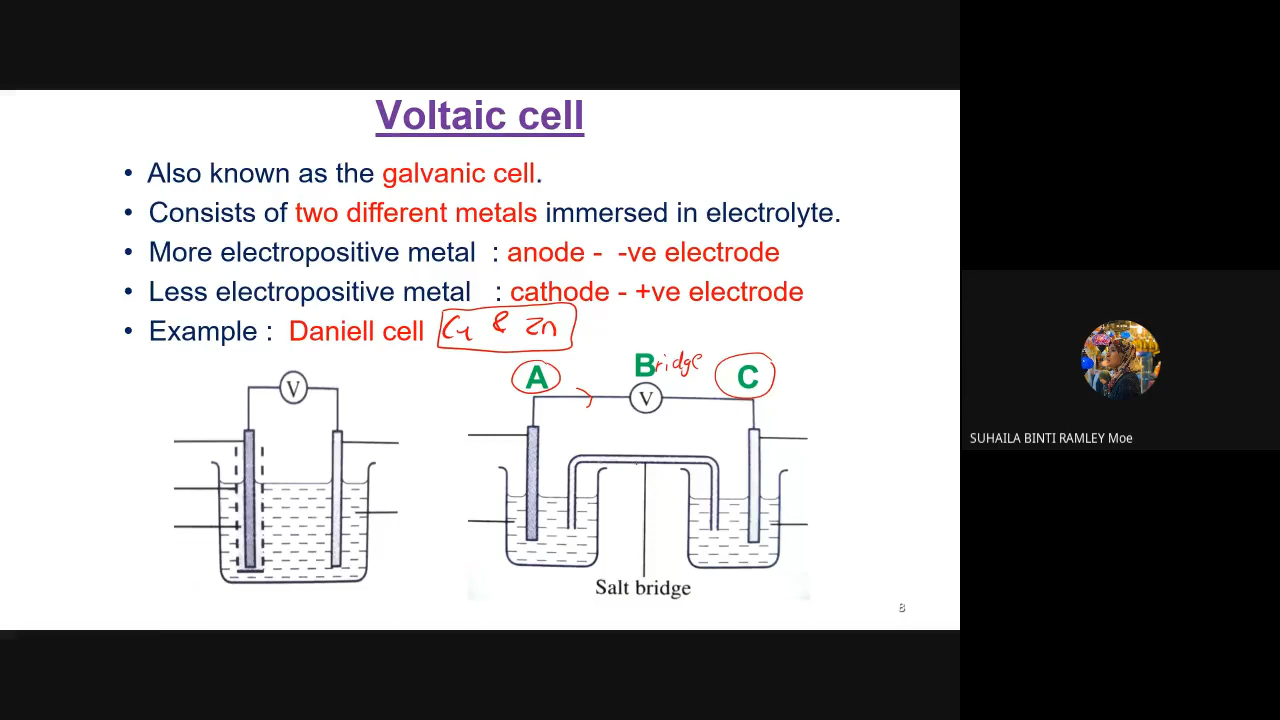 Voltaic cell
• Also known as the galvanic cell.
• Consists of two different metals immersed in electrolyte.
• More electropositive metal : anode - -ve electrode
• Less electropositive metal : cathode - +ve electrode
• Example : Daniell cell Cu & Zn
A Bridge C
V
V
Salt bridge
8
SUHAILA BINTI RAMLEY Moe